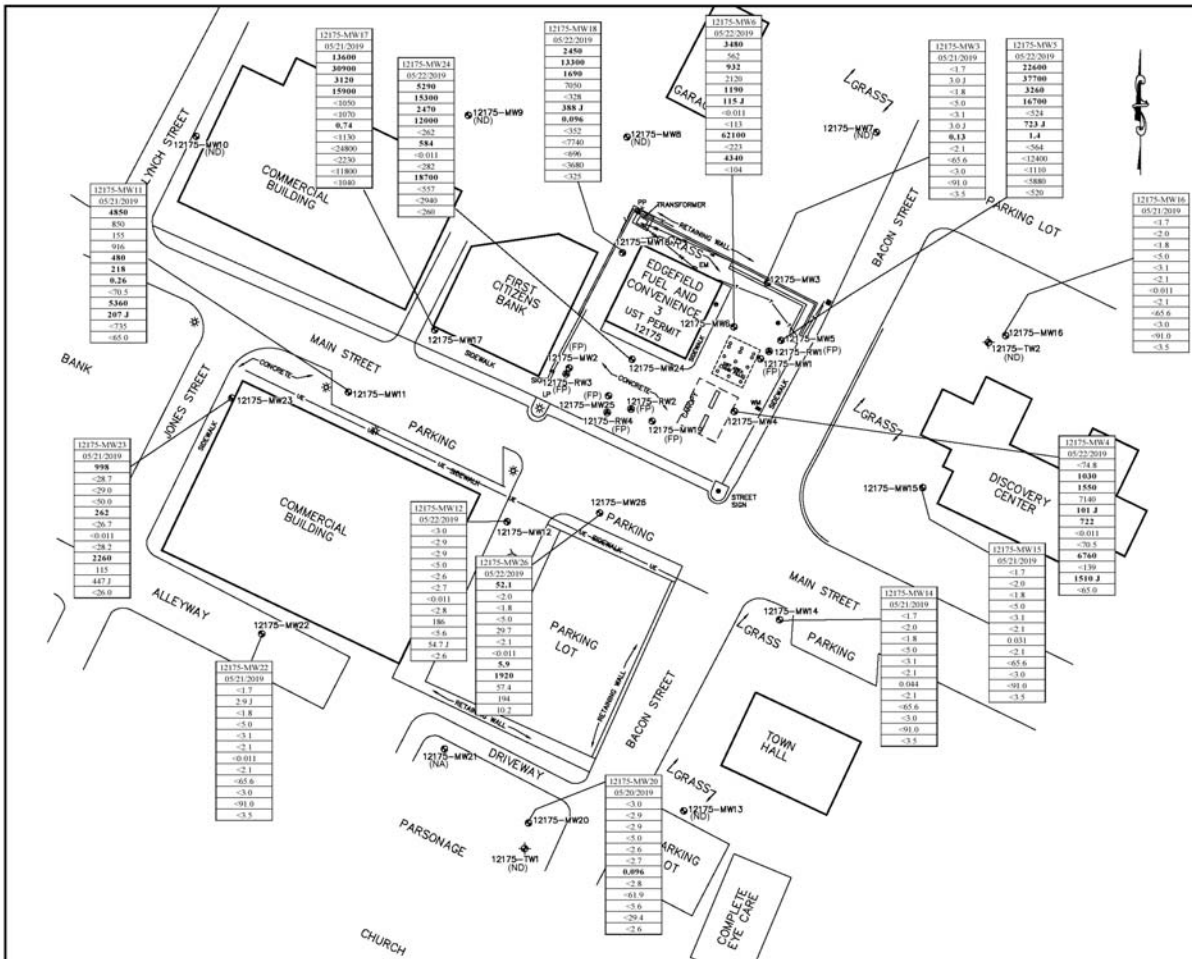 12175-MW17
05/21/2019
13600
30900
3120
15900
<1050
<1070
0.74
<1130
<24800
<2230
<11800
<1040
12175-MW24
05/22/2019
5290
15300
2470
12000
<262
584
<0.011
<282
18700
<557
<2940
<260
12175-MW18
05/22/2019
2450
13300
1690
7050
<328
388 J
0.096
<352
<7740
<696
<3680
<325
12175-MW6
05/22/2019
3480
562
932
2120
1190
115 J
<0.011
<113
62100
<223
4340
<104
12175-MW3
05/21/2019
<1.7
3.0 J
<1.8
<5.0
<3.1
3.0 J
0.13
<2.1
<65.6
<3.0
<91.0
<3.5
12175-MW5
05/22/2019
22600
37700
3260
16700
<524
723 J
1.4
<564
<12400
<1110
<5880
<520
12175-MW16
05/21/2019
<1.7
<2.0
<1.8
<5.0
<3.1
<2.1
<0.011
<2.1
<65.6
<3.0
<91.0
<3.5
12175-MW11
05/21/2019
4850
850
155
916
480
218
0.26
<70.5
5360
207 J
<735
<65.0
12175-MW23
05/21/2019
998
<28.7
<29.0
<50.0
262
<26.7
<0.011
<28.2
2260
115
447 J
<26.0
12175-MW12
05/22/2019
<3.0
<2.9
<2.9
<5.0
<2.6
<2.7
<0.011
<2.8
186
<5.6
54.7 J
<2.6
12175-MW26
05/22/2019
52.1
<2.0
<1.8
<5.0
29.7
<2.1
<0.011
5.9
1920
57.4
194
10.2
12175-MW4
05/22/2019
<74.8
1030
1550
7140
101 J
722
<0.011
<70.5
6760
<139
1510 J
<65.0
12175-MW15
05/21/2019
<1.7
<2.0
<1.8
<5.0
<3.1
<2.1
0.031
<2.1
<65.6
<3.0
<91.0
<3.5
12175-MW14
05/21/2019
<1.7
<2.0
<1.8
<5.0
<3.1
<2.1
0.044
<2.1
<65.6
<3.0
<91.0
<3.5
12175-MW22
05/21/2019
<1.7
2.9 J
<1.8
<5.0
<3.1
<2.1
<0.011
<2.1
<65.6
<3.0
<91.0
<3.5
12175-MW20
05/20/2019
<3.0
<2.9
<2.9
<5.0
<2.6
<2.7
0.096
<2.8
<61.9
<5.6
<29.4
<2.6
LYNCH STREET
12175-MW10
(ND)
COMMERCIAL
BUILDING
12175-MW9
(ND)
GARAG
12175-MW8
(ND)
GRASS
12175-MW7
(ND)
BACON STREET
PARKING LOT
PP
TRANSFORMER
RETAINING WALL
GRASS
EM
12175-MW18
12175-MW3
EDGEFIELD
FUEL AND
CONVENIENCE
3
UST PERMIT
12175
SIDEWALK
FIRST
CITIZENS
BANK
12175-MW17
SIDEWALK
12175-MW6
12175-MW5
12175-RW1 (FP)
12175-MW1
(FP)
12175-MW24
(FP)
12175-MW2
12175-RW3
(FP)
LP
CONCRETE
(FP)
12175-MW25
12175-RW2
(FP)
12175-RW4
(FP)
12175-MW19
(FP)
CANOPY
WM
12175-MW4
SIDEWALK
STREET
SIGN
12175-MW16
12175-TW2
(ND)
GRASS
DISCOVERY
CENTER
12175-MW15
MAIN STREET
BANK
JONES STREET
CONCRETE
12175-MW11
12175-MW23
SIDEWALK
PARKING
UE
SIDEWALK
UE
COMMERCIAL
BUILDING
12175-MW12
12175-MW26
PARKING
UE
SIDEWALK
UE
PARKING
LOT
MAIN STREET
12175-MW14
GRASS
PARKING
ALLEYWAY
12175-MW22
RETAINING WALL
RETAINING WALL
BACON STREET
TOWN
HALL
DRIVEWAY
12175-MW21
(NA)
GRASS
12175-MW13
(ND)
12175-MW20
PARSONAGE
12175-TW1
(ND)
ARKING
OT
COMPLETE
EYE CARE
CHURCH